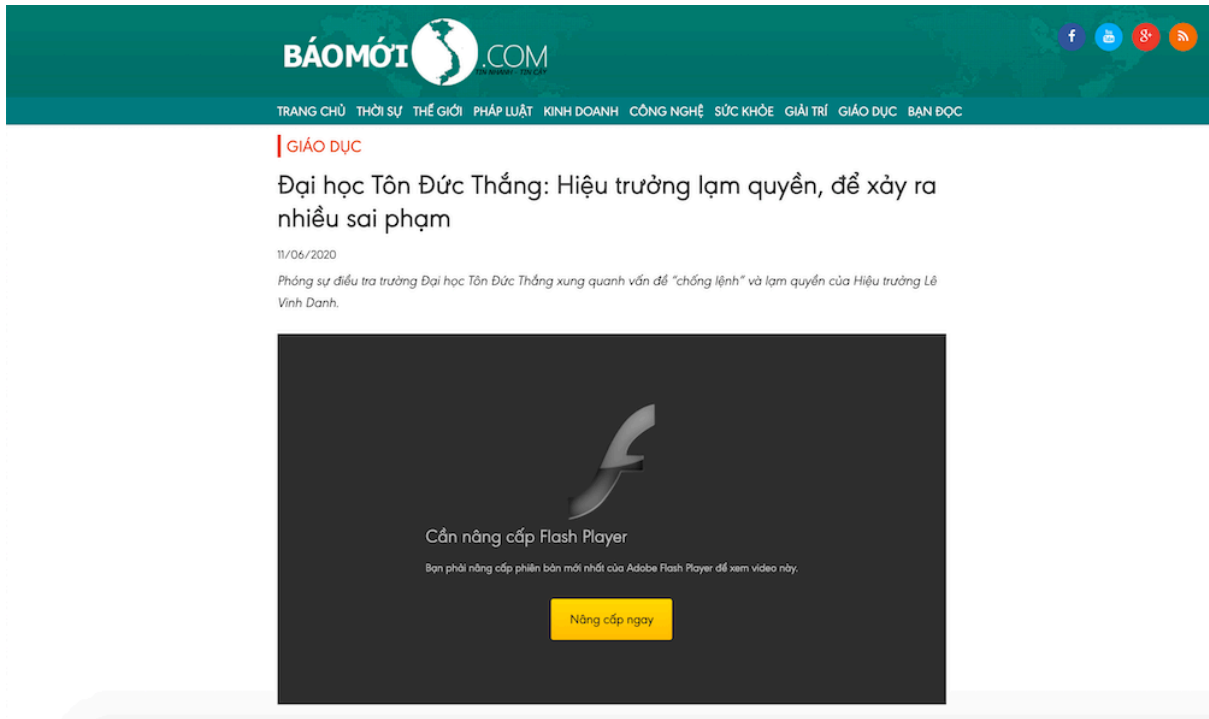 BÁOMỚI.COM
TIN NHANH - TIN CẬY
TRANG CHỦ THỜI SỰ THẾ GIỚI PHÁP LUẬT KINH DOANH CÔNG NGHỆ SỨC KHỎE GIẢI TRÍ GIÁO DỤC BẠN ĐỌC
GIÁO DỤC
Đại học Tôn Đức Thắng: Hiệu trưởng lạm quyền, để xảy ra
nhiều sai phạm
11/06/2020
Phóng sự điều tra trường Đại học Tôn Đức Thắng xung quanh vấn đề “chống lệnh” và lạm quyền của Hiệu trưởng Lê
Vinh Danh.
Cần nâng cấp Flash Player
Bạn phải nâng cấp phiên bản mới nhất của Adobe Flash Player để xem video này.
Nâng cấp ngay